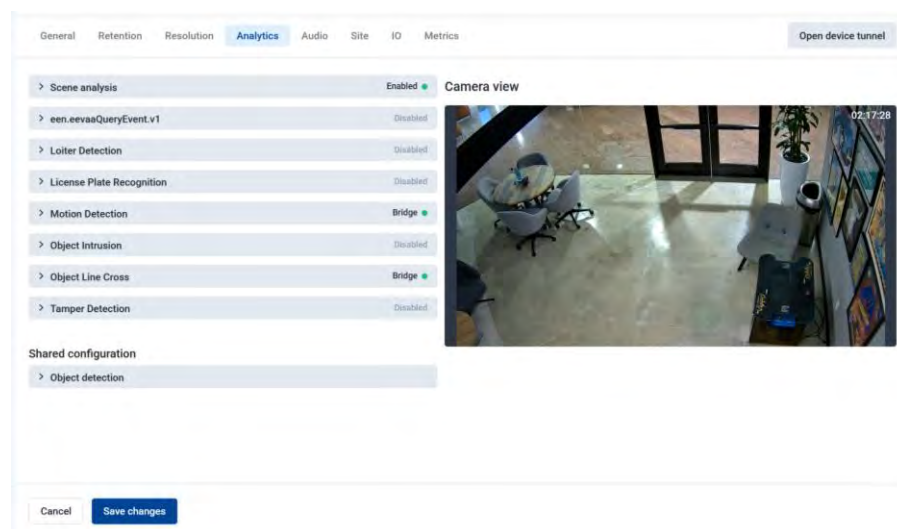 General Retention Resolution Analytics Audio Site IO Metrics Open device tunnel
> Scene analysis Enabled
> een.eevaaQueryEvent.v1 Disabled
> Loiter Detection Disabled
> License Plate Recognition Disabled
> Motion Detection Bridge
> Object Intrusion Disabled
> Object Line Cross Bridge
> Tamper Detection Disabled
Shared configuration
> Object detection
Camera view
02:17:28
Cancel Save changes